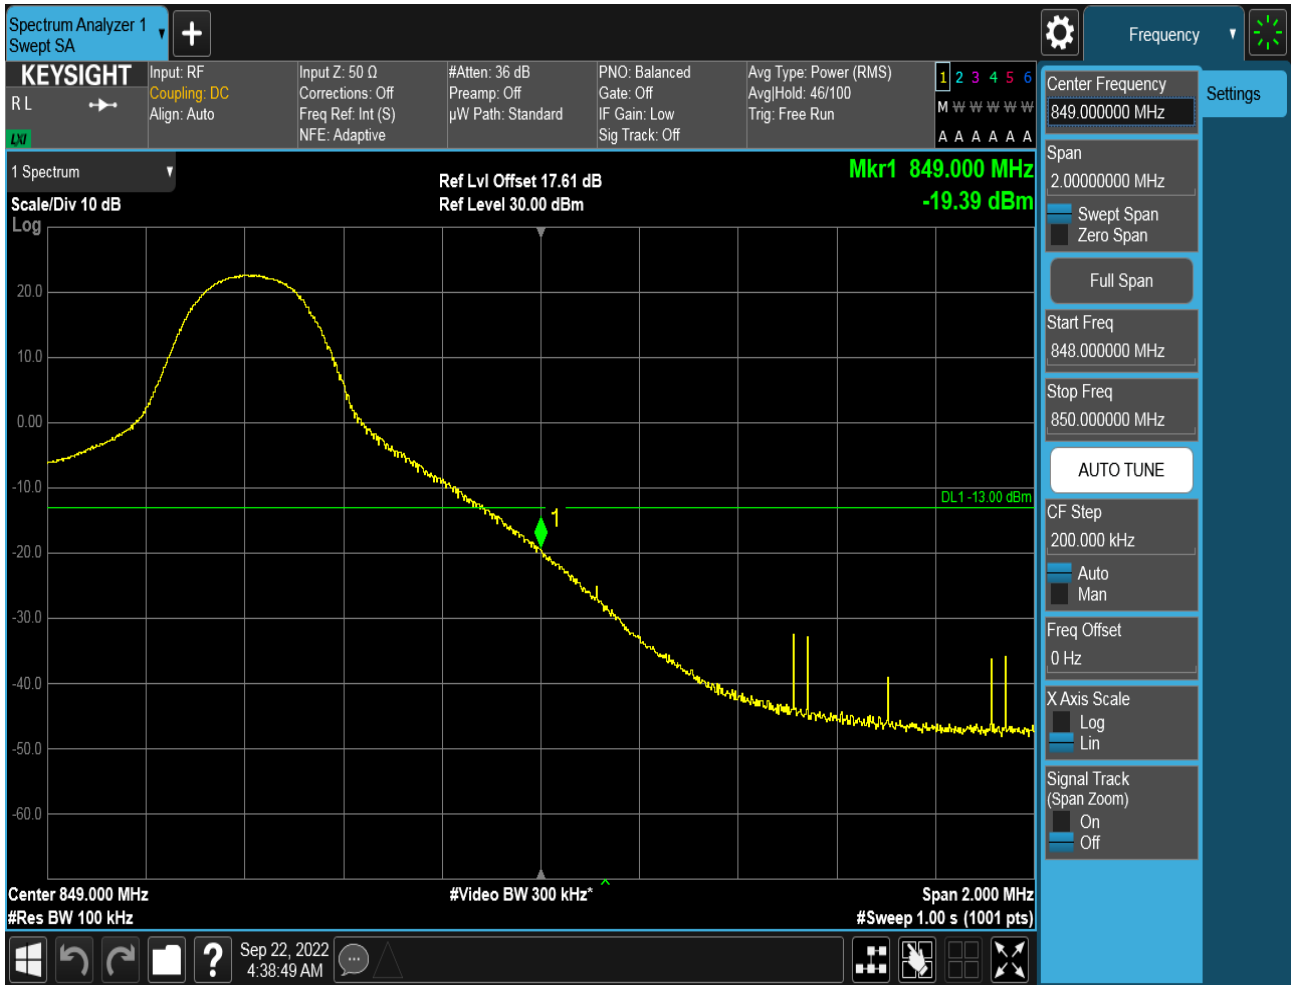 Spectrum Analyzer 1
Swept SA
Frequency
KEYSIGHT
R L
LXI
Input: RF
Coupling: DC
Align: Auto
Input Z: 50 Ω
Corrections: Off
Freq Ref: Int (S)
NFE: Adaptive
#Atten: 36 dB
Preamp: Off
µW Path: Standard
PNO: Balanced
Gate: Off
IF Gain: Low
Sig Track: Off
Avg Type: Power (RMS)
Avg|Hold: 46/100
Trig: Free Run
1 2 3 4 5 6
M W W W W W
A A A A A A
1 Spectrum
Scale/Div 10 dB
Log
Ref Lvl Offset 17.61 dB
Ref Level 30.00 dBm
Mkr1 849.000 MHz
-19.39 dBm
20.0
10.0
0.00
-10.0
DL1 -13.00 dBm
1
-20.0
-30.0
-40.0
-50.0
-60.0
Center 849.000 MHz
#Video BW 300 kHz*
Span 2.000 MHz
#Res BW 100 kHz
#Sweep 1.00 s (1001 pts)
Sep 22, 2022
4:38:49 AM
Center Frequency
849.000000 MHz
Settings
Span
2.00000000 MHz
Swept Span
Zero Span
Full Span
Start Freq
848.000000 MHz
Stop Freq
850.000000 MHz
AUTO TUNE
CF Step
200.000 kHz
Auto
Man
Freq Offset
0 Hz
X Axis Scale
Log
Lin
Signal Track
(Span Zoom)
On
Off